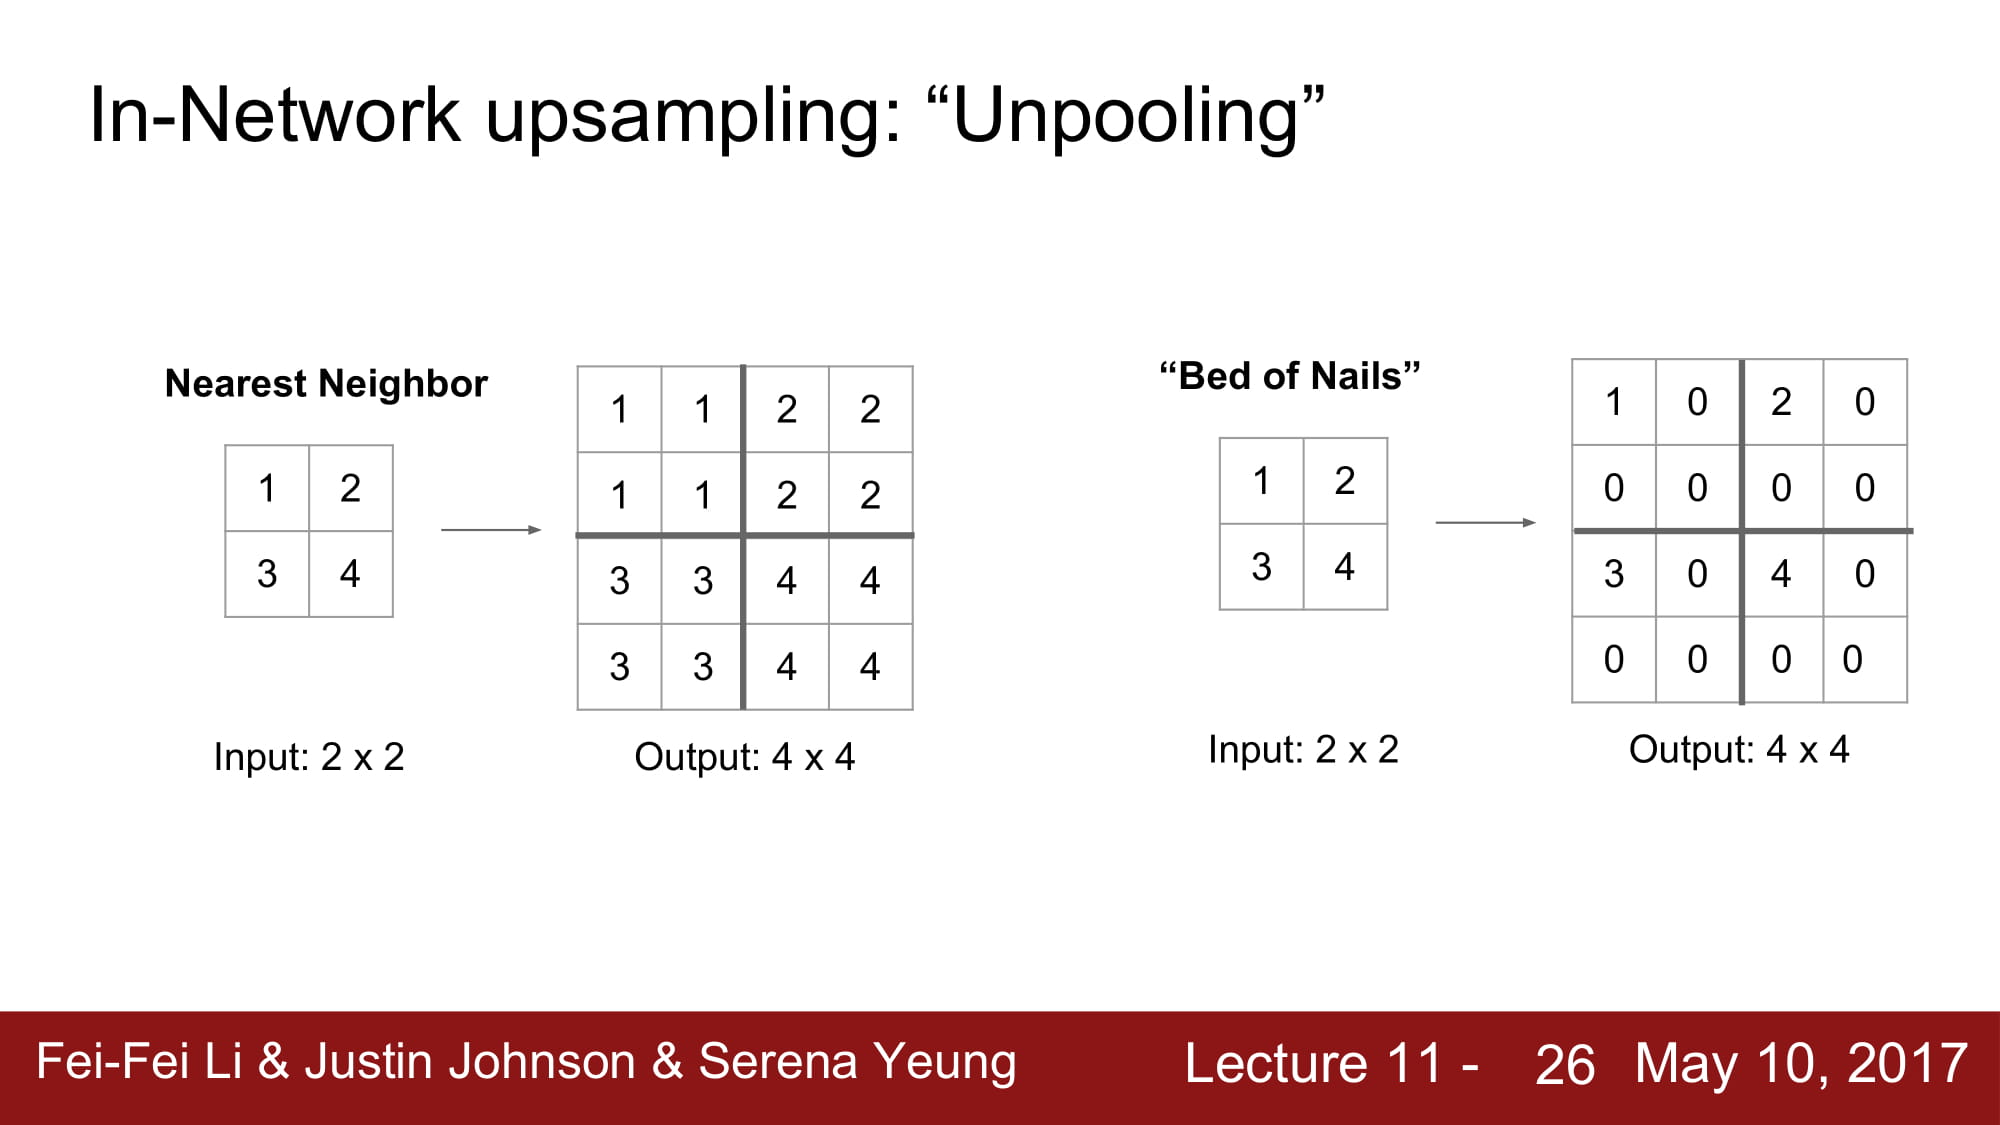 In-Network upsampling: “Unpooling”
Nearest Neighbor
1 2
3 4
Input: 2 x 2
1 1 2 2
1 1 2 2
3 3 4 4
3 3 4 4
Output: 4 x 4
“Bed of Nails”
1 2
3 4
Input: 2 x 2
1 0 2 0
0 0 0 0
3 0 4 0
0 0 0 0
Output: 4 x 4
Fei-Fei Li & Justin Johnson & Serena Yeung Lecture 11 - 26 May 10, 2017